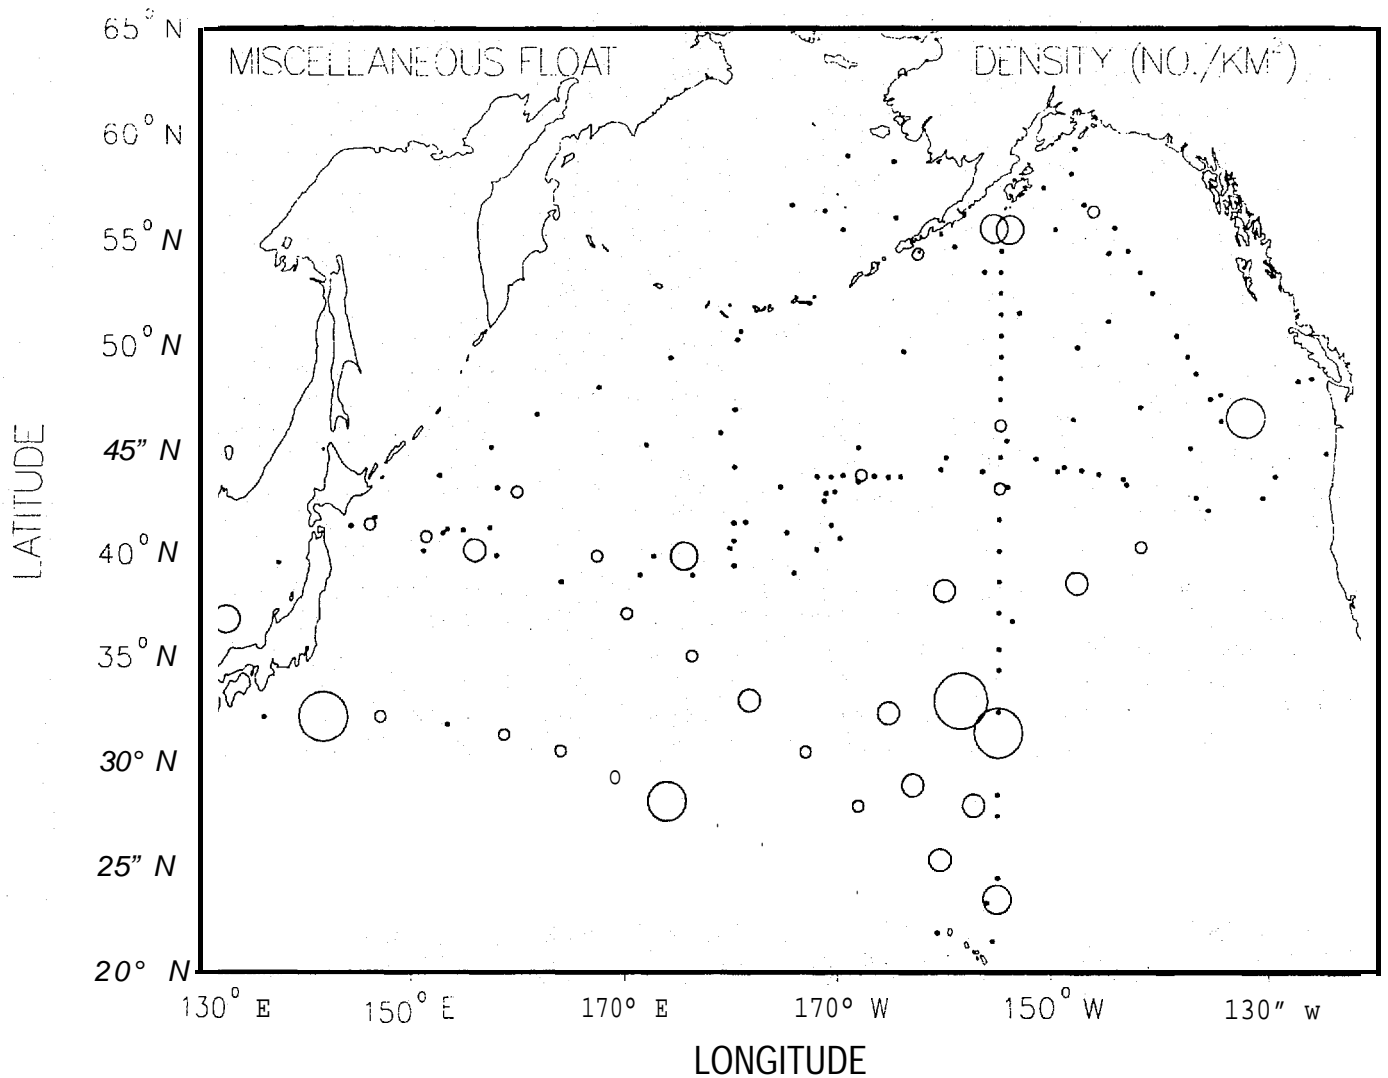 65° N
MISCELLANEOUS FLOAT DENSITY (NO./KM²)
60° N
55° N
50° N
45" N
40° N
35° N
30° N
25" N
20° N
LATITUDE
130° E 150° E 170° E 170° W 150° W 130" W
LONGITUDE